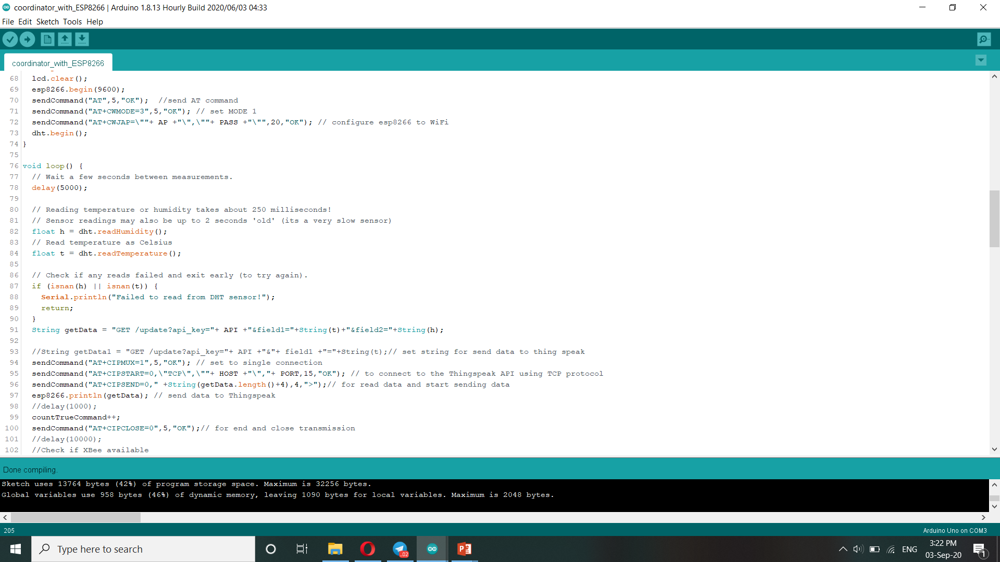 coordinator_with_ESP8266 | Arduino 1.8.13 Hourly Build 2020/06/03 04:33
File Edit Sketch Tools Help
coordinator_with_ESP8266
68 lcd.clear();
69 esp8266.begin(9600);
70 sendCommand("AT",5,"OK"); //send AT command
71 sendCommand("AT+CWMODE=3",5,"OK"); // set MODE 1
72 sendCommand("AT+CWJAP=\""+ AP +"\",\""+ PASS +"\"",20,"OK"); // configure esp8266 to WiFi
73 dht.begin();
74 }
75
76 void loop() {
77 // Wait a few seconds between measurements.
78 delay(5000);
79
80 // Reading temperature or humidity takes about 250 milliseconds!
81 // Sensor readings may also be up to 2 seconds 'old' (its a very slow sensor)
82 float h = dht.readHumidity();
83 // Read temperature as Celsius
84 float t = dht.readTemperature();
85
86 // Check if any reads failed and exit early (to try again).
87 if (isnan(h) || isnan(t)) {
88 Serial.println("Failed to read from DHT sensor!");
89 return;
90 }
91 String getData = "GET /update?api_key="+ API +"&field1="+String(t)+"&field2="+String(h);
92
93 //String getData1 = "GET /update?api_key="+ API +"&"+ field1 +"="+String(t);// set string for send data to thing speak
94 sendCommand("AT+CIPMUX=1",5,"OK"); // set to single connection
95 sendCommand("AT+CIPSTART=0,\"TCP\",\""+ HOST +"\","+ PORT,15,"OK"); // to connect to the Thingspeak API using TCP protocol
96 sendCommand("AT+CIPSEND=0," +String(getData.length()+4),4,">");// for read data and start sending data
97 esp8266.println(getData); // send data to Thingspeak
98 //delay(1000);
99 countTrueCommand++;
100 sendCommand("AT+CIPCLOSE=0",5,"OK");// for end and close transmission
101 //delay(10000);
102 //Check if XBee available
Done compiling.
Sketch uses 13764 bytes (42%) of program storage space. Maximum is 32256 bytes.
Global variables use 958 bytes (46%) of dynamic memory, leaving 1090 bytes for local variables. Maximum is 2048 bytes.
205
Arduino Uno on COM3
Type here to search
..02
ENG
3:22 PM
03-Sep-20
1